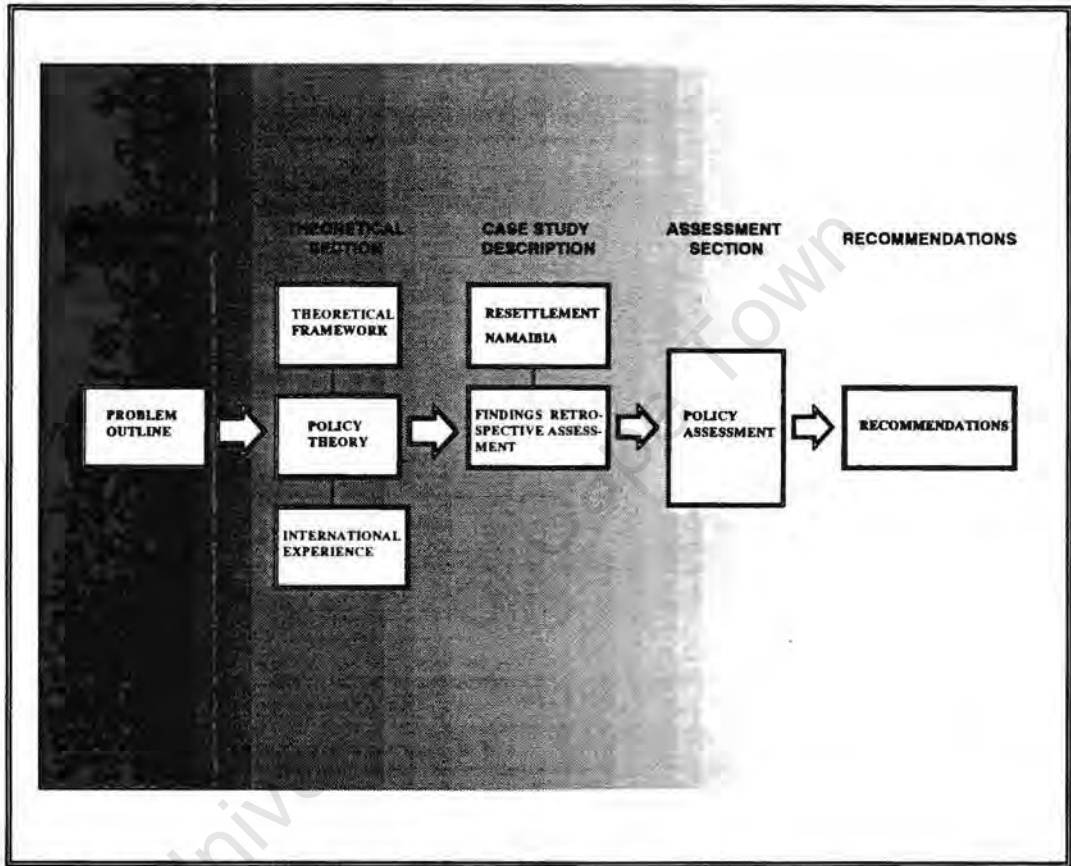 THEORETICAL
SECTION
CASE STUDY
DESCRIPTION
ASSESSMENT
SECTION
RECOMMENDATIONS
THEORETICAL
FRAMEWORK
RESETTLEMENT
NAMAIBIA
PROBLEM
OUTLINE
POLICY
THEORY
FINDINGS RETRO-
SPECTIVE ASSESS-
MENT
POLICY
ASSESSMENT
RECOMMENDATIONS
INTERNATIONAL
EXPERIENCE
Town